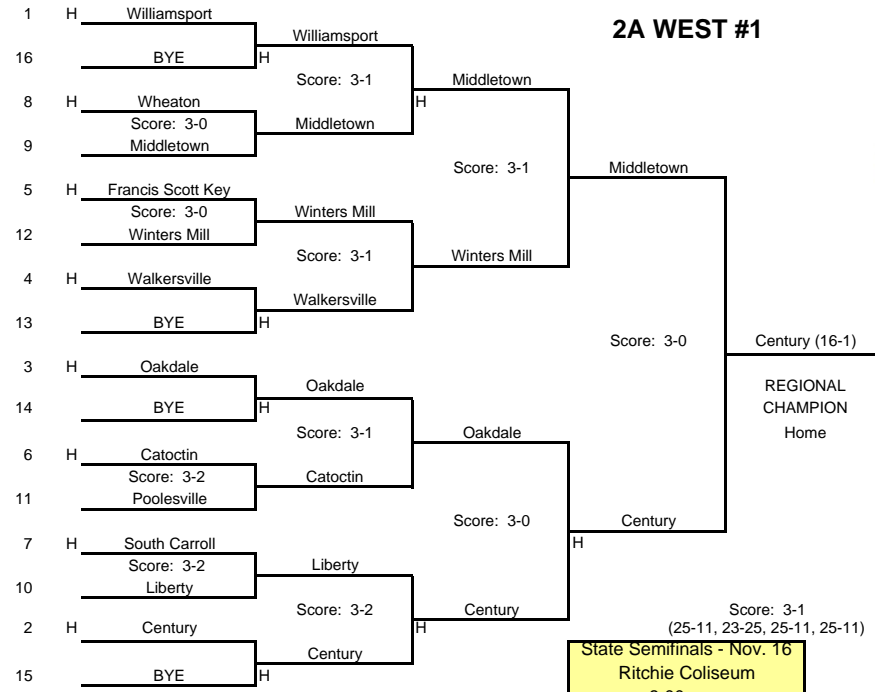 2A WEST #1
1 H Williamsport
Williamsport
16 BYE H
Score: 3-1 Middletown
8 H Wheaton H
Score: 3-0 Middletown
9 Middletown
Score: 3-1 Middletown
5 H Francis Scott Key
Score: 3-0 Winters Mill
12 Winters Mill
Score: 3-1 Winters Mill
4 H Walkersville
Walkersville
13 BYE H
Score: 3-0 Century (16-1)
3 H Oakdale
Oakdale REGIONAL
14 BYE H CHAMPION
Score: 3-1 Oakdale Home
6 H Catoctin
Score: 3-2 Catoctin
11 Poolesville
Score: 3-0 Century
7 H South Carroll H
Score: 3-2 Liberty
10 Liberty
Score: 3-2 Century Score: 3-1
2 H Century H (25-11, 23-25, 25-11, 25-11)
Century State Semifinals - Nov. 16
15 BYE H Ritchie Coliseum